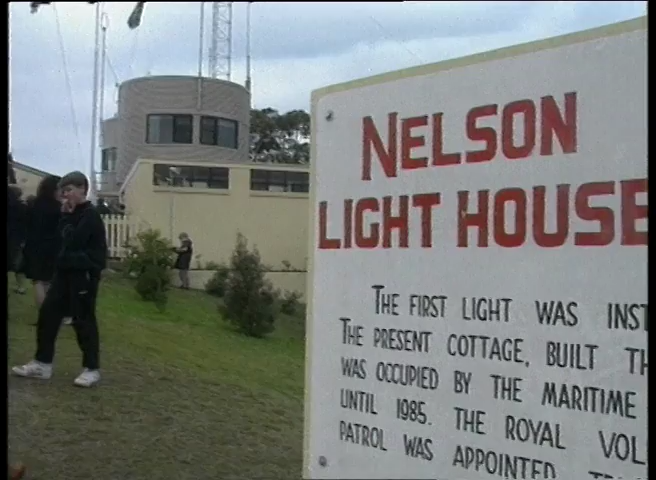 NELSON
LIGHT HOUSE
THE FIRST LIGHT WAS
THE PRESENT COTTAGE, BUILT
WAS OCCUPIED BY THE MARITIME
UNTIL 1985. THE ROYAL
PATROL WAS APPOINTED